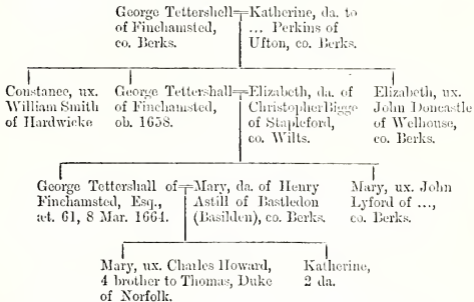 George Tettershell=Katherine, da. to
of Finchamsted, ... Perkins of
co. Berks. Ufton, co. Berks.
Constance, ux. George Tettershall=Elizabeth, da. of Elizabeth, ux.
William Smith of Finchamsted, Christopher Bigge John Doncastle
of Hardwicke ob. 1658. of Stapleford, of Welhouse,
co. Wilts. co. Berks.
George Tettershall of=Mary, da. of Henry Mary, ux. John
Finchamsted, Esq., Astill of Bastledon Lyford of ...,
æt. 61, 8 Mar. 1664. (Basilden), co. Berks. co. Berks.
Mary, ux. Charles Howard, Katherine,
4 brother to Thomas, Duke 2 da.
of Norfolk.